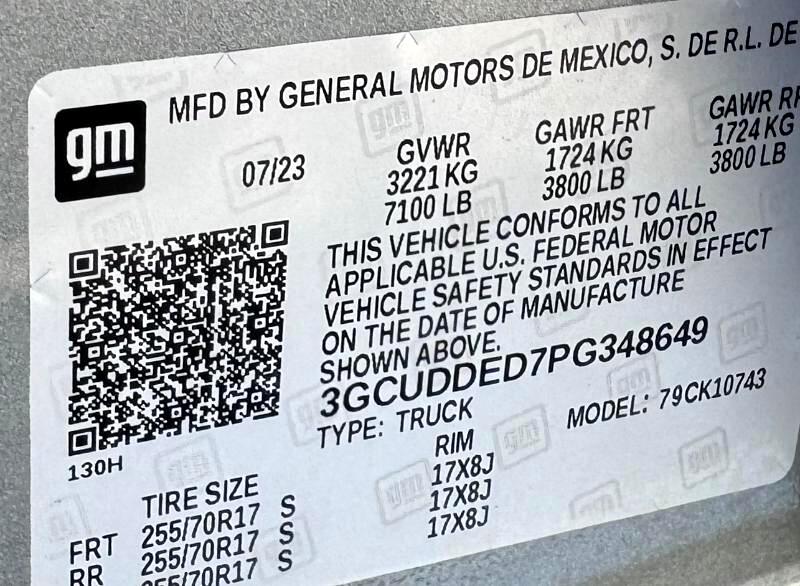 MFD BY GENERAL MOTORS DE MEXICO, S. DE R.L. DE
gm
07/23
GVWR
3221 KG
7100 LB
GAWR FRT
1724 KG
3800 LB
GAWR RR
1724 KG
3800 LB
THIS VEHICLE CONFORMS TO ALL
APPLICABLE U.S. FEDERAL MOTOR
VEHICLE SAFETY STANDARDS IN EFFECT
ON THE DATE OF MANUFACTURE
SHOWN ABOVE.
3GCUDDED7PG348649
TYPE: TRUCK
MODEL: 79CK10743
130H
TIRE SIZE
RIM
FRT 255/70R17 S 17X8J
RR 255/70R17 S 17X8J
255/70R17 S 17X8J